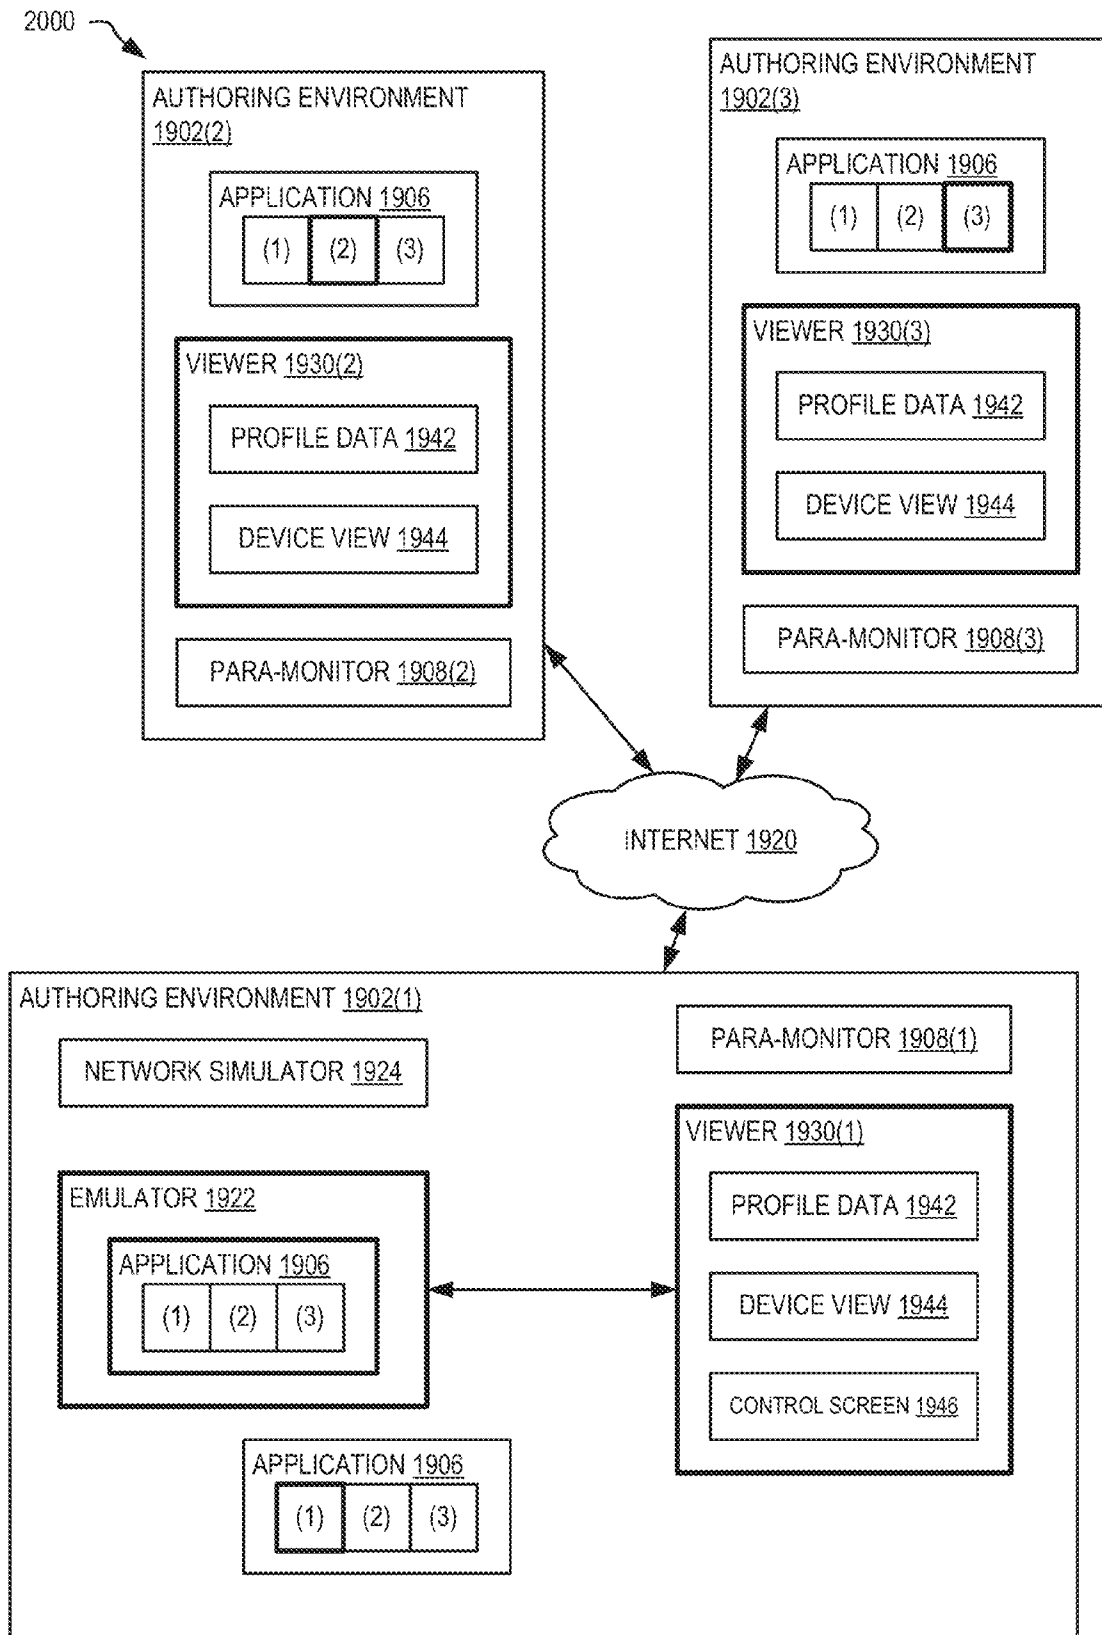 2000
AUTHORING ENVIRONMENT
1902(2)
APPLICATION 1906
(1) (2) (3)
VIEWER 1930(2)
PROFILE DATA 1942
DEVICE VIEW 1944
PARA-MONITOR 1908(2)
AUTHORING ENVIRONMENT
1902(3)
APPLICATION 1906
(1) (2) (3)
VIEWER 1930(3)
PROFILE DATA 1942
DEVICE VIEW 1944
PARA-MONITOR 1908(3)
INTERNET 1920
AUTHORING ENVIRONMENT 1902(1)
NETWORK SIMULATOR 1924
EMULATOR 1922
APPLICATION 1906
(1) (2) (3)
APPLICATION 1906
(1) (2) (3)
PARA-MONITOR 1908(1)
VIEWER 1930(1)
PROFILE DATA 1942
DEVICE VIEW 1944
CONTROL SCREEN 1946